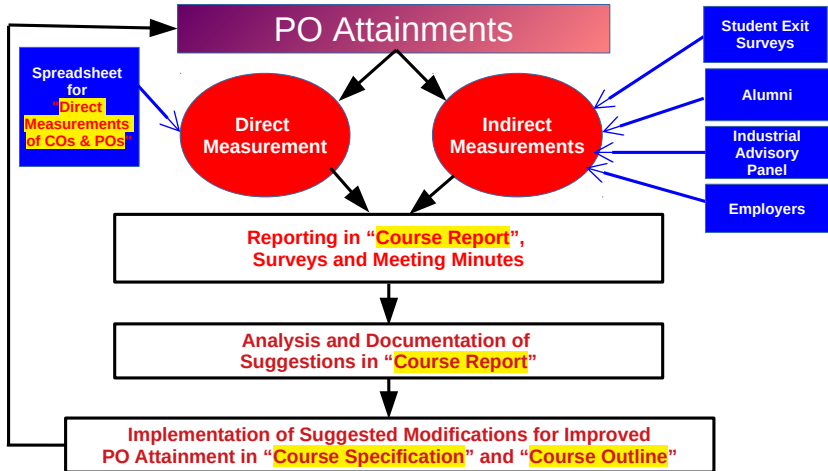 PO Attainments
Student Exit
Surveys
Alumni
Industrial
Advisory
Panel
Employers
Spreadsheet
for
"Direct
Measurements
of COs & POs"
Direct
Measurement
Indirect
Measurements
Reporting in “Course Report”,
Surveys and Meeting Minutes
Analysis and Documentation of
Suggestions in “Course Report”
Implementation of Suggested Modifications for Improved
PO Attainment in “Course Specification” and “Course Outline”